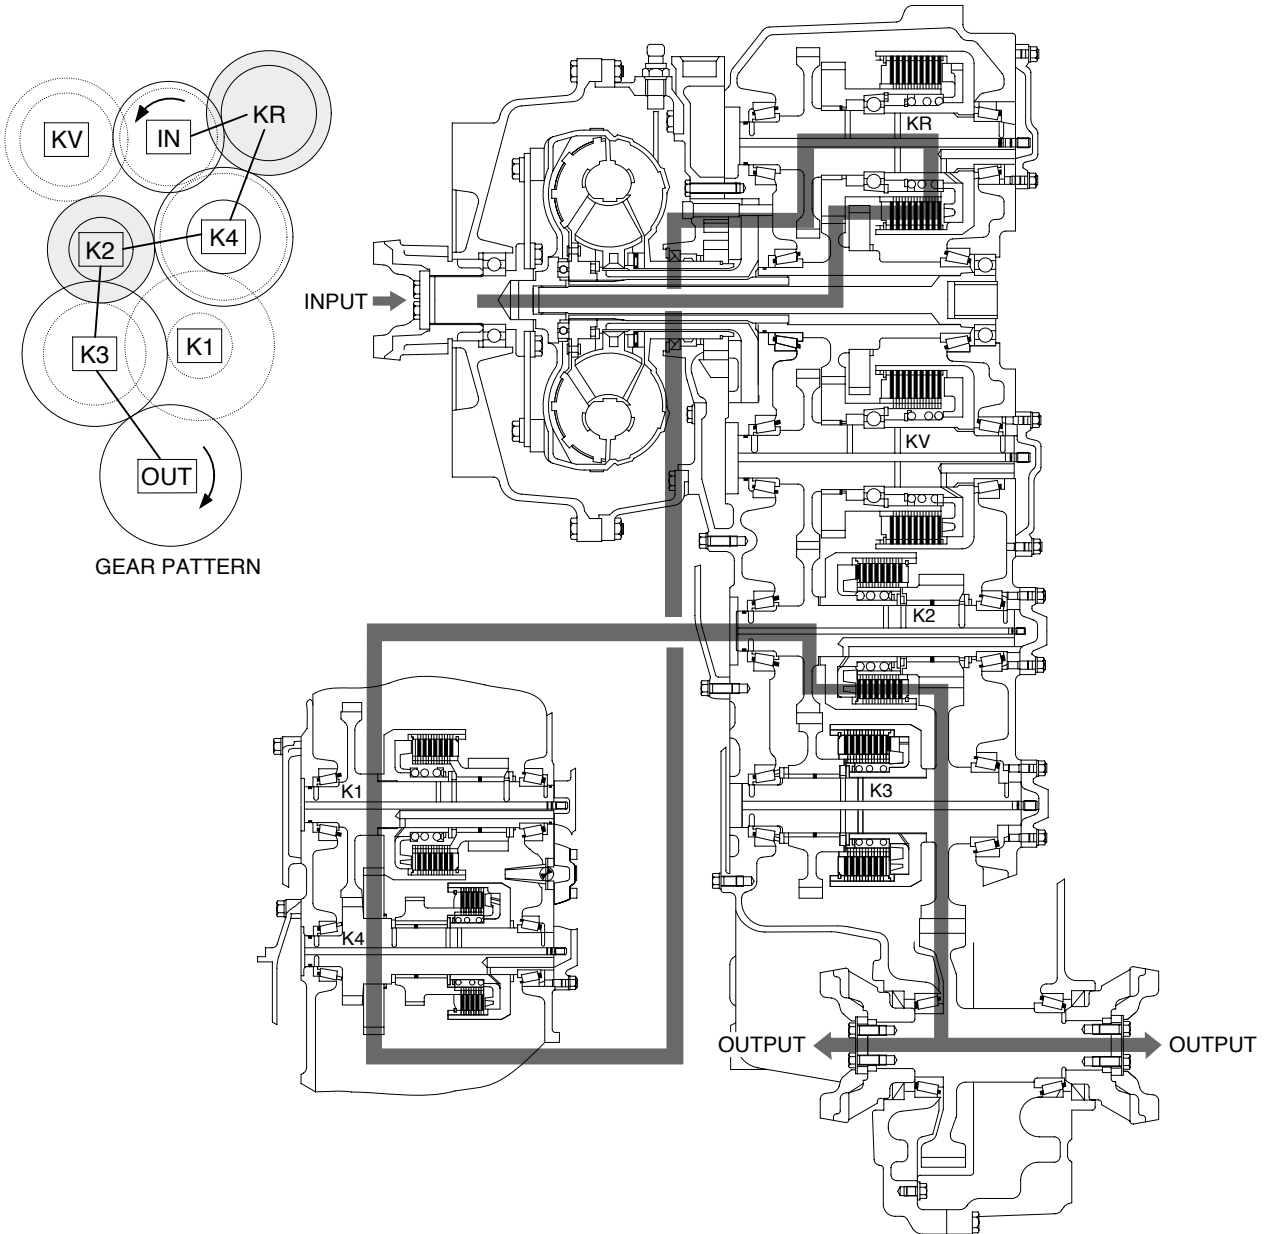 KR
KV
IN
K4
K2
K3
K1
OUT
GEAR PATTERN
INPUT
KR
KV
K2
K3
K1
K4
OUTPUT
OUTPUT